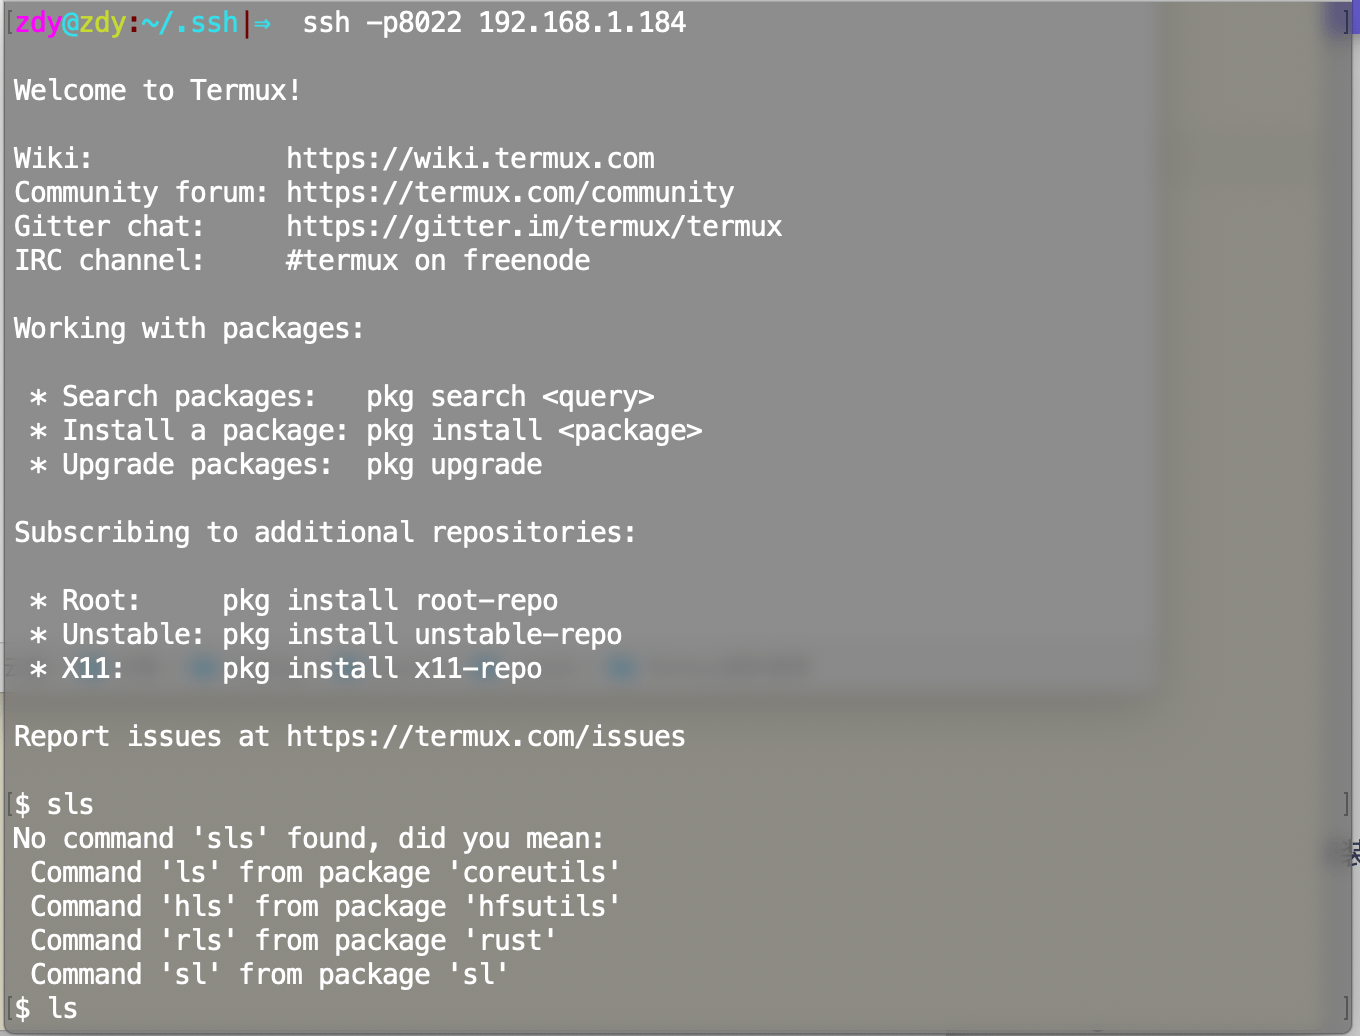 [zdy@zdy:~/.ssh|⇒  ssh -p8022 192.168.1.184 ]
Welcome to Termux!
Wiki:            https://wiki.termux.com
Community forum: https://termux.com/community
Gitter chat:     https://gitter.im/termux/termux
IRC channel:     #termux on freenode
Working with packages:
 * Search packages:   pkg search <query>
 * Install a package: pkg install <package>
 * Upgrade packages:  pkg upgrade
Subscribing to additional repositories:
 * Root:     pkg install root-repo
 * Unstable: pkg install unstable-repo
 * X11:      pkg install x11-repo
Report issues at https://termux.com/issues
[$ sls ]
No command 'sls' found, did you mean:
 Command 'ls' from package 'coreutils'
 Command 'hls' from package 'hfsutils'
 Command 'rls' from package 'rust'
 Command 'sl' from package 'sl'
[$ ls ]